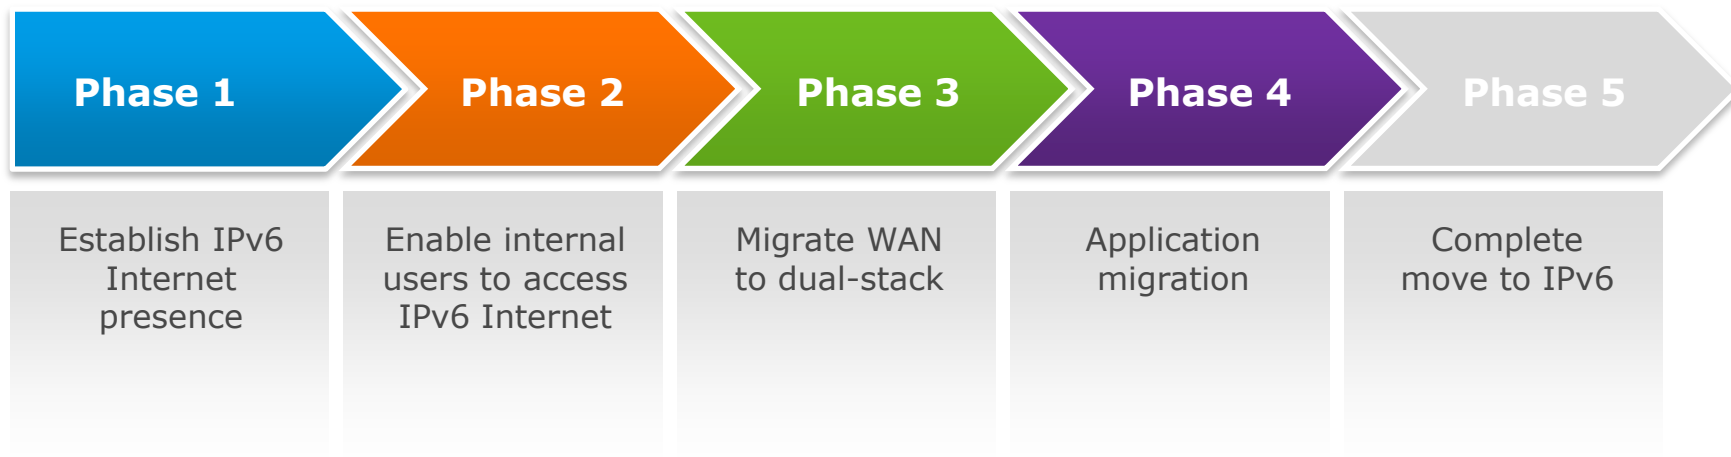 Phase 1
Phase 2
Phase 3
Phase 4
Phase 5
Establish IPv6
Internet
presence
Enable internal
users to access
IPv6 Internet
Migrate WAN
to dual-stack
Application
migration
Complete
move to IPv6